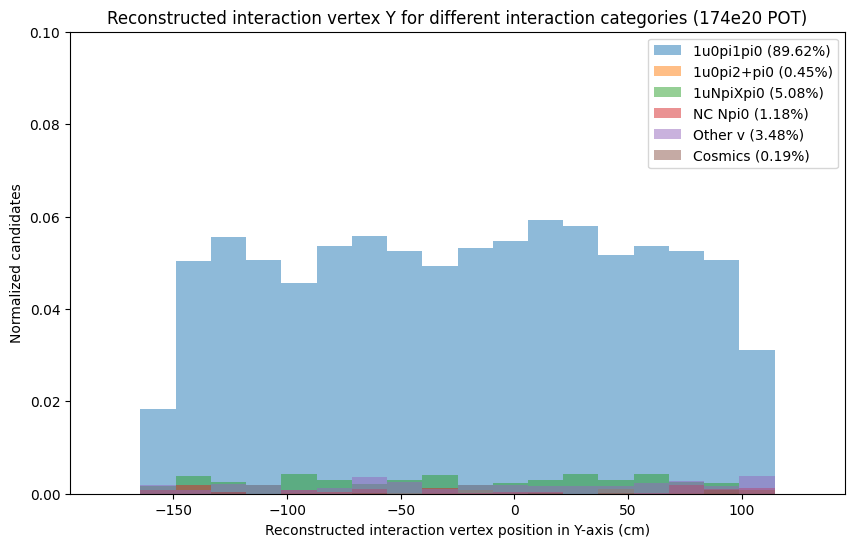 Reconstructed interaction vertex Y for different interaction categories (174e20 POT)
1u0pi1pi0 (89.62%)
1u0pi2+pi0 (0.45%)
1uNpiXpi0 (5.08%)
NC Npi0 (1.18%)
Other v (3.48%)
Cosmics (0.19%)
Normalized candidates
0.10
0.08
0.06
0.04
0.02
0.00
−150
−100
−50
0
50
100
Reconstructed interaction vertex position in Y-axis (cm)